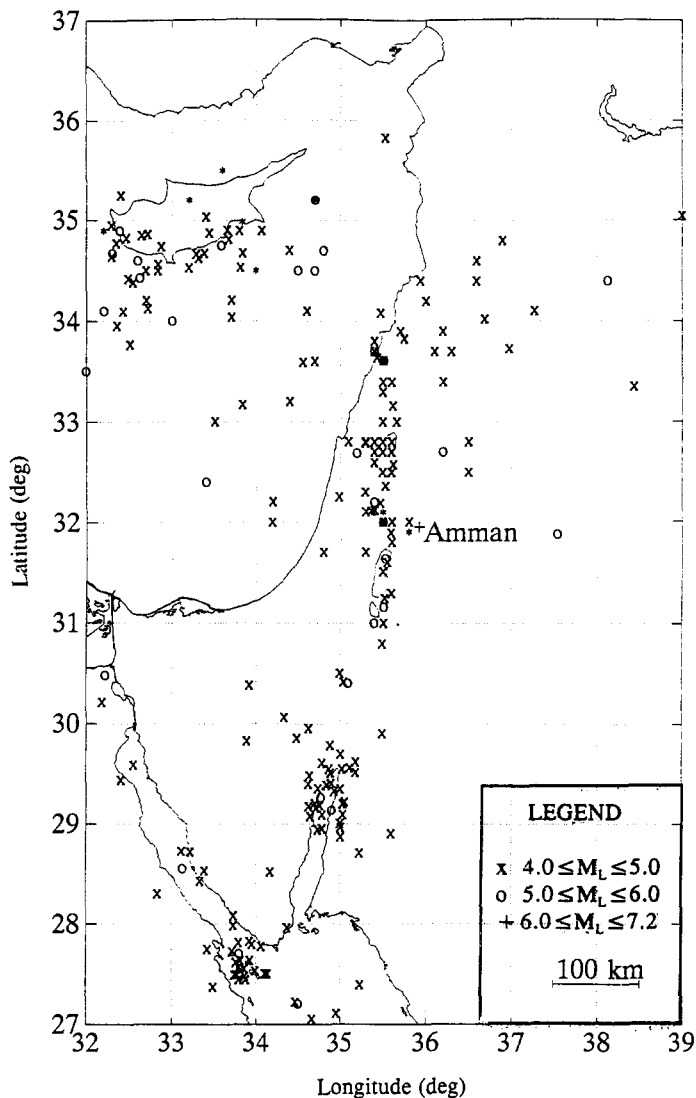 37
36
35
34
33
32
31
30
29
28
27
Latitude (deg)
+Amman
LEGEND
x 4.0≤M_L≤5.0
o 5.0≤M_L≤6.0
+ 6.0≤M_L≤7.2
100 km
32 33 34 35 36 37 38 39
Longitude (deg)